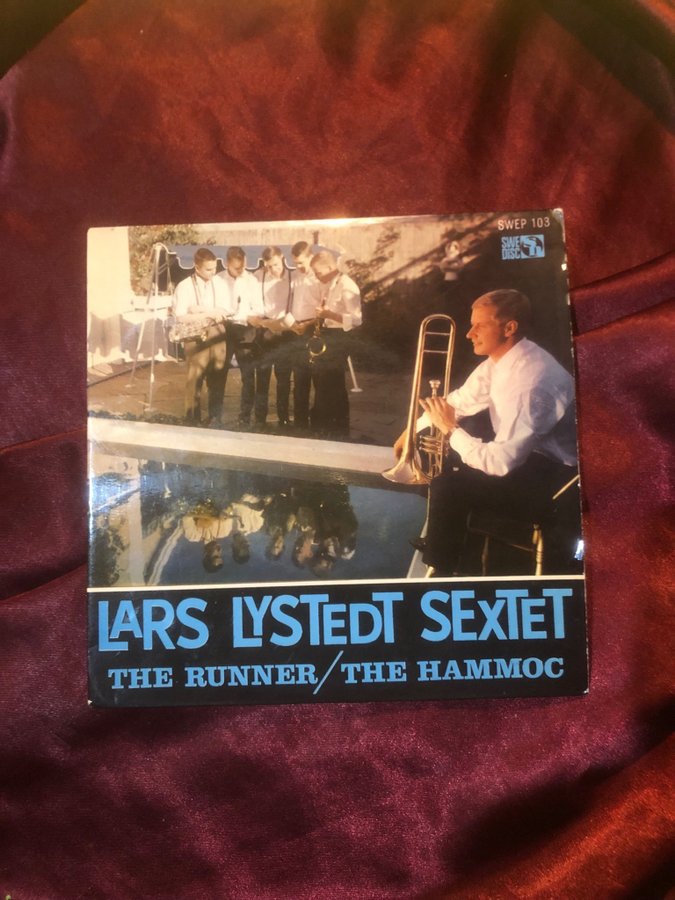 SWEP 103
SWE
DISC
LARS LYSTEDT SEXTET
THE RUNNER/THE HAMMOC